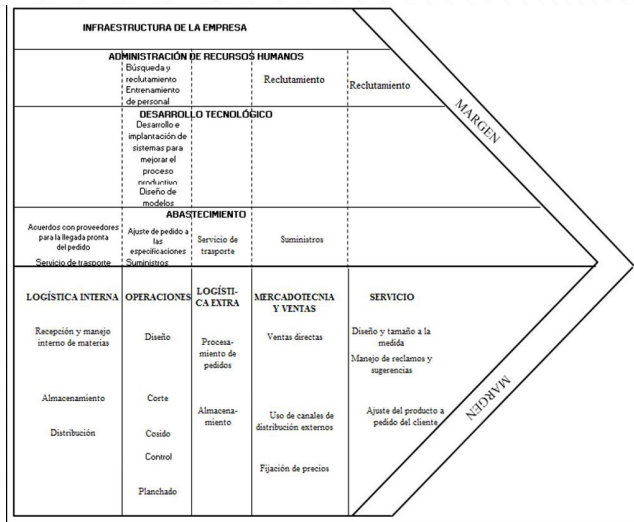 INFRAESTRUCTURA DE LA EMPRESA
ADMINISTRACIÓN DE RECURSOS HUMANOS
Búsqueda y
reclutamiento
Entrenamiento
de personal
Reclutamiento
Reclutamiento
DESARROLLO TECNOLÓGICO
Desarrollo e
implantación de
sistemas para
mejorar el
proceso
productivo
Diseño de
modelos
ABASTECIMIENTO
Acuerdos con proveedores
para la llegada pronta
del pedido
Servicio de trasporte
Ajuste de pedido a
las
especificaciones
Suministros
Servicio de
trasporte
Suministros
MARGEN
LOGÍSTICA INTERNA
Recepción y manejo
interno de materias
Almacenamiento
Distribución
OPERACIONES
Diseño
Corte
Cosido
Control
Planchado
LOGÍSTI-
CA EXTRA
Procesa-
miento de
pedidos
Almacena-
miento
MERCADOTECNIA
Y VENTAS
Ventas directas
Uso de canales de
distribución externos
Fijación de precios
SERVICIO
Diseño y tamaño a la
medida
Manejo de reclamos y
sugerencias
Ajuste del producto a
pedido del cliente
MARGEN